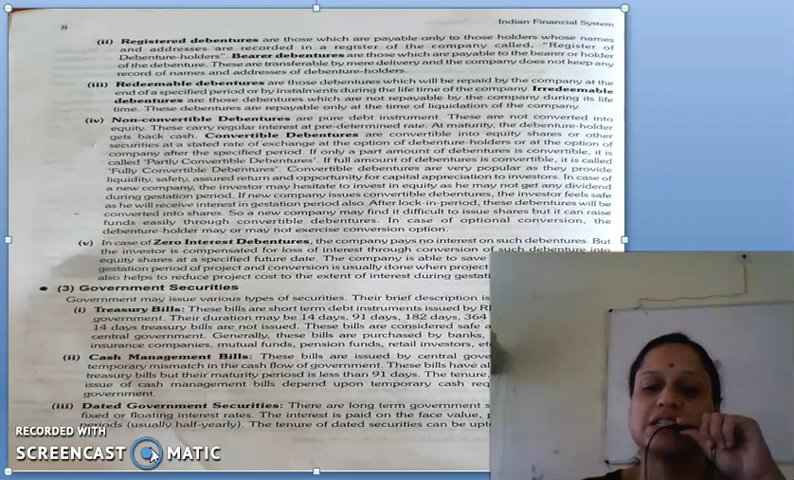 8
Indian Financial System
(ii) Registered debentures are those which are payable only to those holders whose names
and addresses are recorded in a register of the company called, "Register of
Debenture-holders". Bearer debentures are those which are payable to the bearer or holder
of the debenture. These are transferable by mere delivery and the company does not keep any
record of names and addresses of debenture-holders.
(iii) Redeemable debentures are those debentures which will be repaid by the company at the
end of a specified period or by instalments during the life time of the company. Irredeemable
debentures are those debentures which are not repayable by the company during its life
time. These debentures are repayable only at the time of liquidation of the company.
(iv) Non-convertible Debentures are pure debt instrument. These are not converted into
equity. These carry regular interest at pre-determined rate. At maturity, the debenture-holder
gets back cash. Convertible Debentures are convertible into equity shares or other
securities at a stated rate of exchange at the option of debenture-holders or at the option of
company after the specified period. If only a part amount of debentures is convertible, it is
called 'Partly Convertible Debentures'. If full amount of debentures is convertible, it is called
'Fully Convertible Debentures'. Convertible debentures are very popular as they provide
liquidity, safety, assured return and opportunity for capital appreciation to investors. In case of
a new company, the investor may hesitate to invest in equity as he may not get any dividend
during gestation period. If new company issues convertible debentures, the investor feels safe
as he will receive interest in gestation period also. After lock-in-period, these debentures will be
converted into shares. So a new company may find it difficult to issue shares but it can raise
funds easily through convertible debentures. In case of optional conversion, the
debenture-holder may or may not exercise conversion option.
(v) In case of Zero Interest Debentures, the company pays no interest on such debentures. But
the investor is compensated for loss of interest through conversion of such debenture into
equity shares at a specified future date. The company is able to save
gestation period of project and conversion is usually done when project
also helps to reduce project cost to the extent of interest during
• (3) Government Securities
Government may issue various types of securities. Their brief description is
(i) Treasury Bills: These bills are short term debt instruments issued by
government. Their duration may be 14 days, 91 days, 182 days, 364
14 days treasury bills are not issued. These bills are considered safe
central government. Generally, these bills are purchased by banks,
insurance companies, mutual funds, pension funds, retail investors,
(ii) Cash Management Bills: These bills are issued by central
temporary mismatch in the cash flow of government. These bills have
treasury bills but their maturity periosd is less than 91 days. The tenure,
issue of cash management bills depend upon temporary cash
government.
(iii) Dated Government Securities: There are long term government
fixed or floating interest rates. The interest is paid on the face value,
periods (usually half-yearly). The tenure of dated securities can be
RECORDED WITH
SCREENCAST MATIC